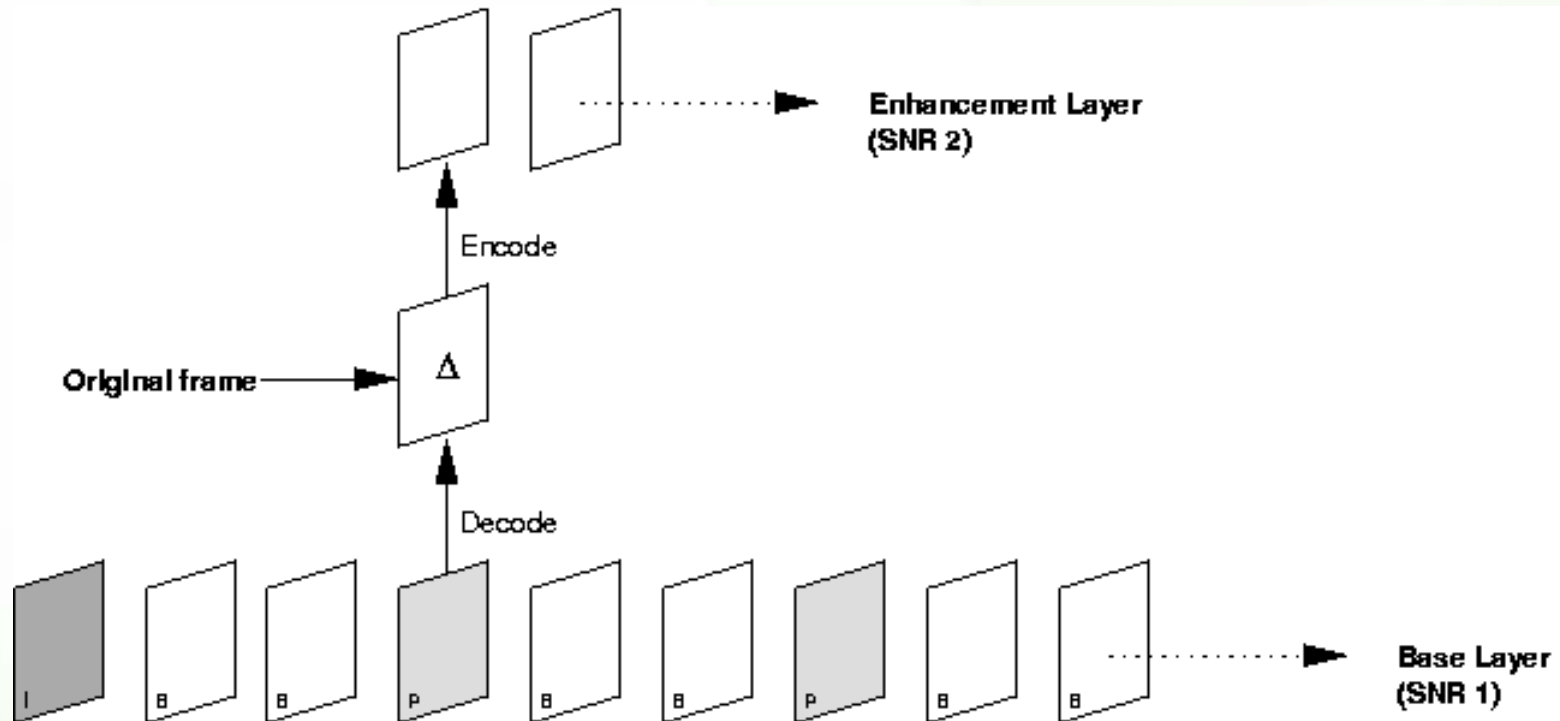 Enhancement Layer
(SNR 2)
Encode
Original frame
Δ
Decode
I
B
B
P
B
B
P
B
B
Base Layer
(SNR 1)